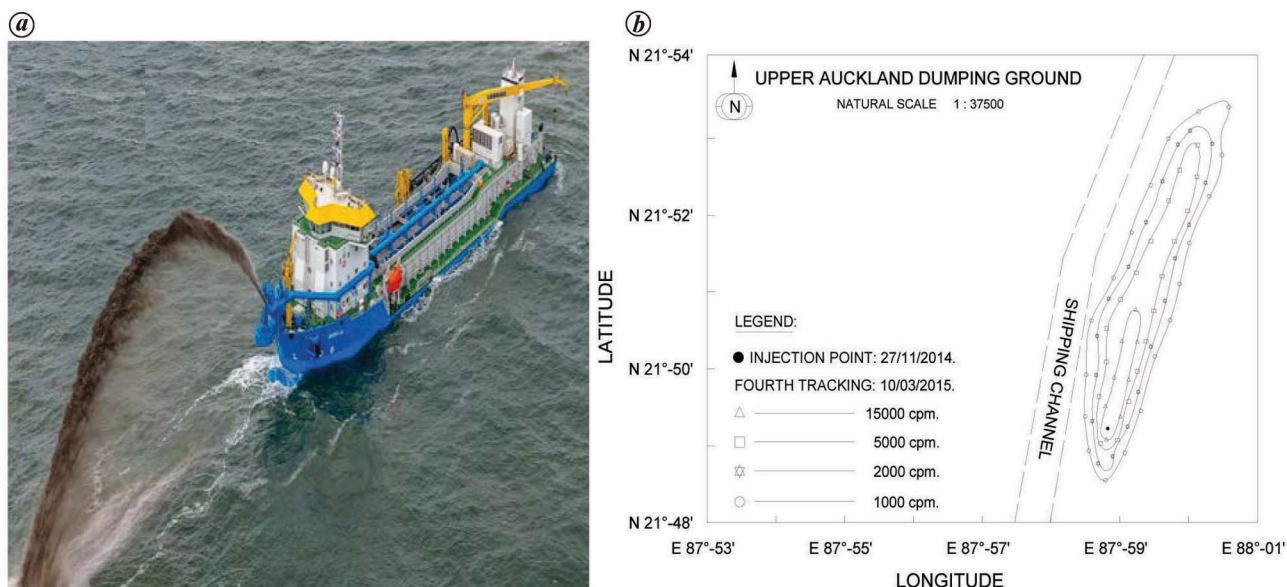 a
b
N 21°-54'
N 21°-52'
N 21°-50'
N 21°-48'
LATITUDE
N
UPPER AUCKLAND DUMPING GROUND
NATURAL SCALE 1 : 37500
LEGEND:
INJECTION POINT: 27/11/2014.
FOURTH TRACKING: 10/03/2015.
15000 cpm.
5000 cpm.
2000 cpm.
1000 cpm.
SHIPPING CHANNEL
E 87°-53' E 87°-55' E 87°-57' E 87°-59' E 88°-01'
LONGITUDE